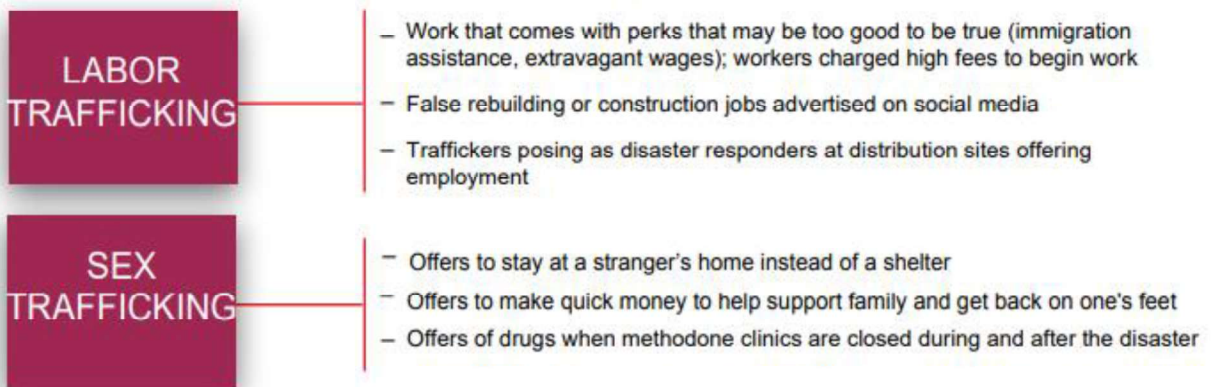 LABOR
TRAFFICKING
– Work that comes with perks that may be too good to be true (immigration
assistance, extravagant wages); workers charged high fees to begin work
– False rebuilding or construction jobs advertised on social media
– Traffickers posing as disaster responders at distribution sites offering
employment
SEX
TRAFFICKING
– Offers to stay at a stranger's home instead of a shelter
– Offers to make quick money to help support family and get back on one's feet
– Offers of drugs when methodone clinics are closed during and after the disaster